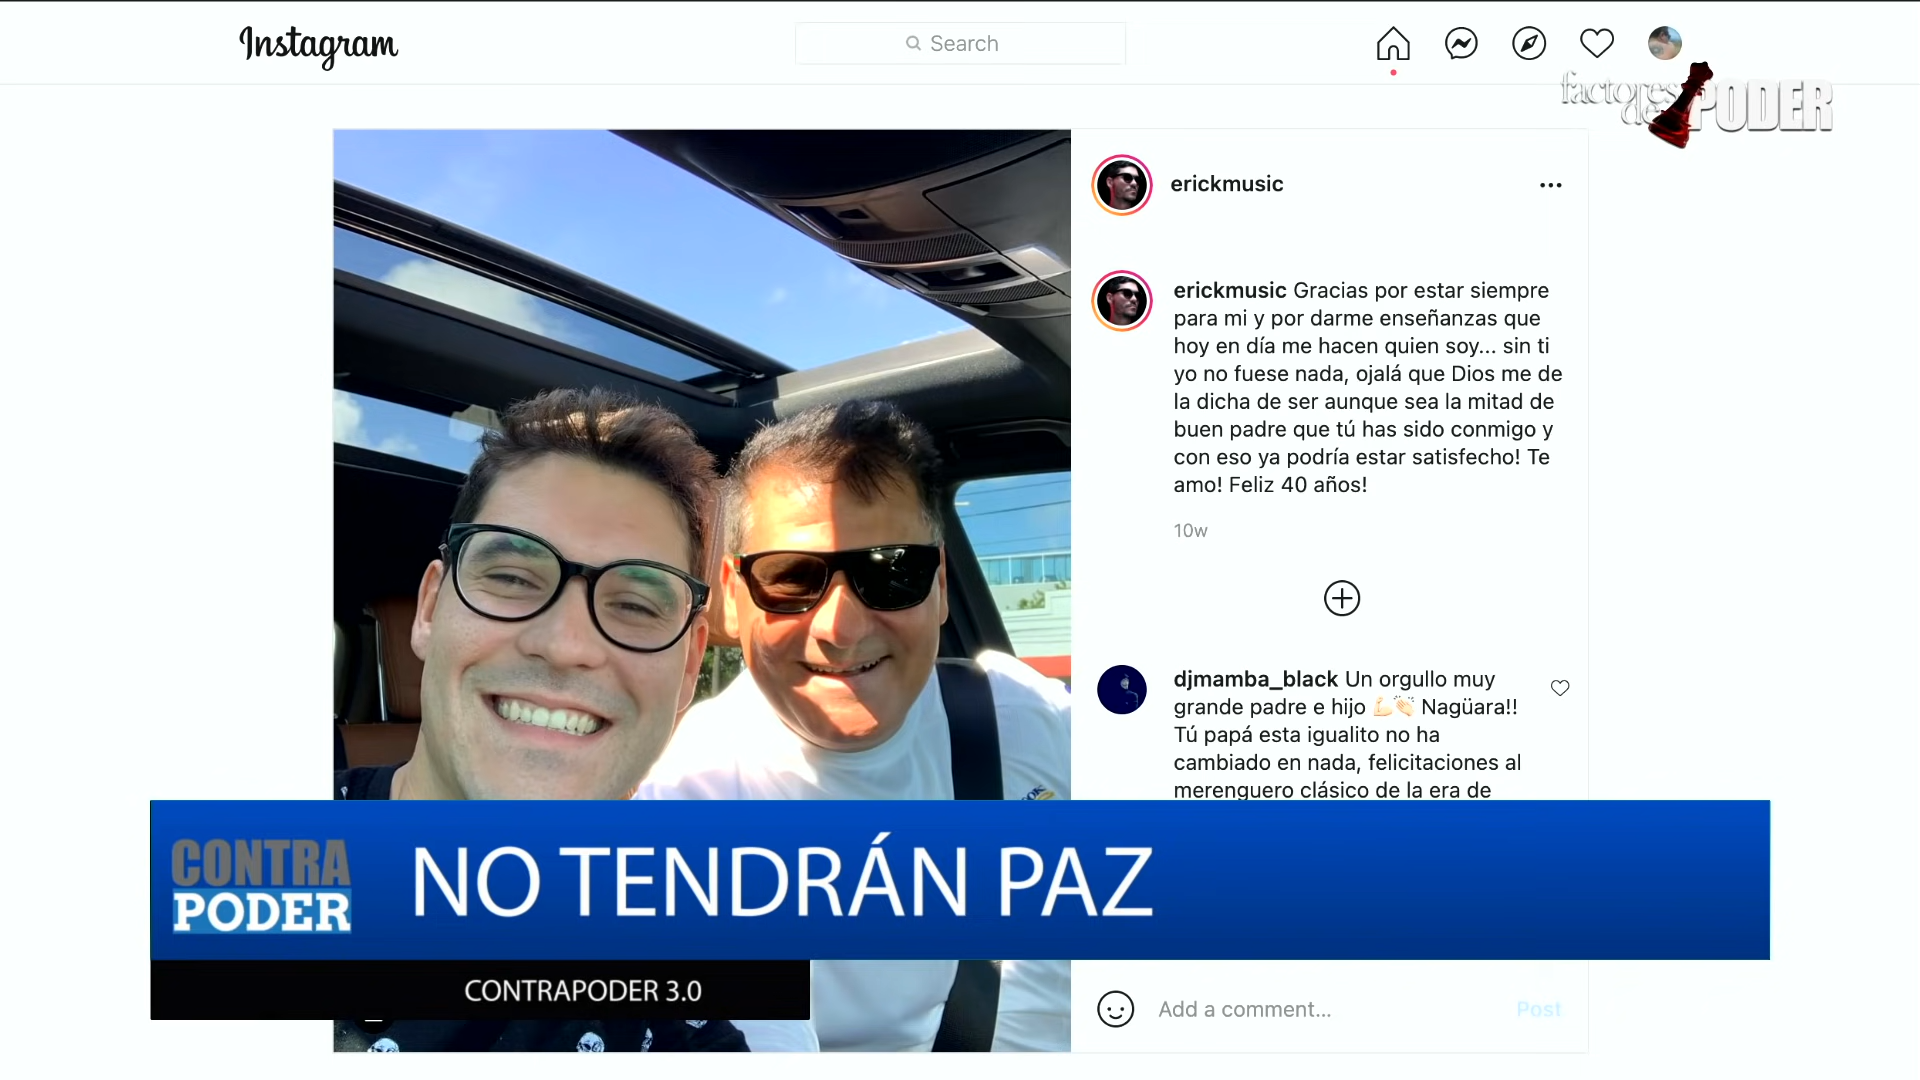 Instagram
Search
factores
de PODER
erickmusic
erickmusic Gracias por estar siempre
para mi y por darme enseñanzas que
hoy en día me hacen quien soy... sin ti
yo no fuese nada, ojalá que Dios me de
la dicha de ser aunque sea la mitad de
buen padre que tú has sido conmigo y
con eso ya podría estar satisfecho! Te
amo! Feliz 40 años!
10w
djmamba_black Un orgullo muy
grande padre e hijo 💪🏻👏🏻 Nagüara!!
Tú papá esta igualito no ha
cambiado en nada, felicitaciones al
merenguero clásico de la era de
CONTRA
PODER
NO TENDRÁN PAZ
CONTRAPODER 3.0
Add a comment...
Post